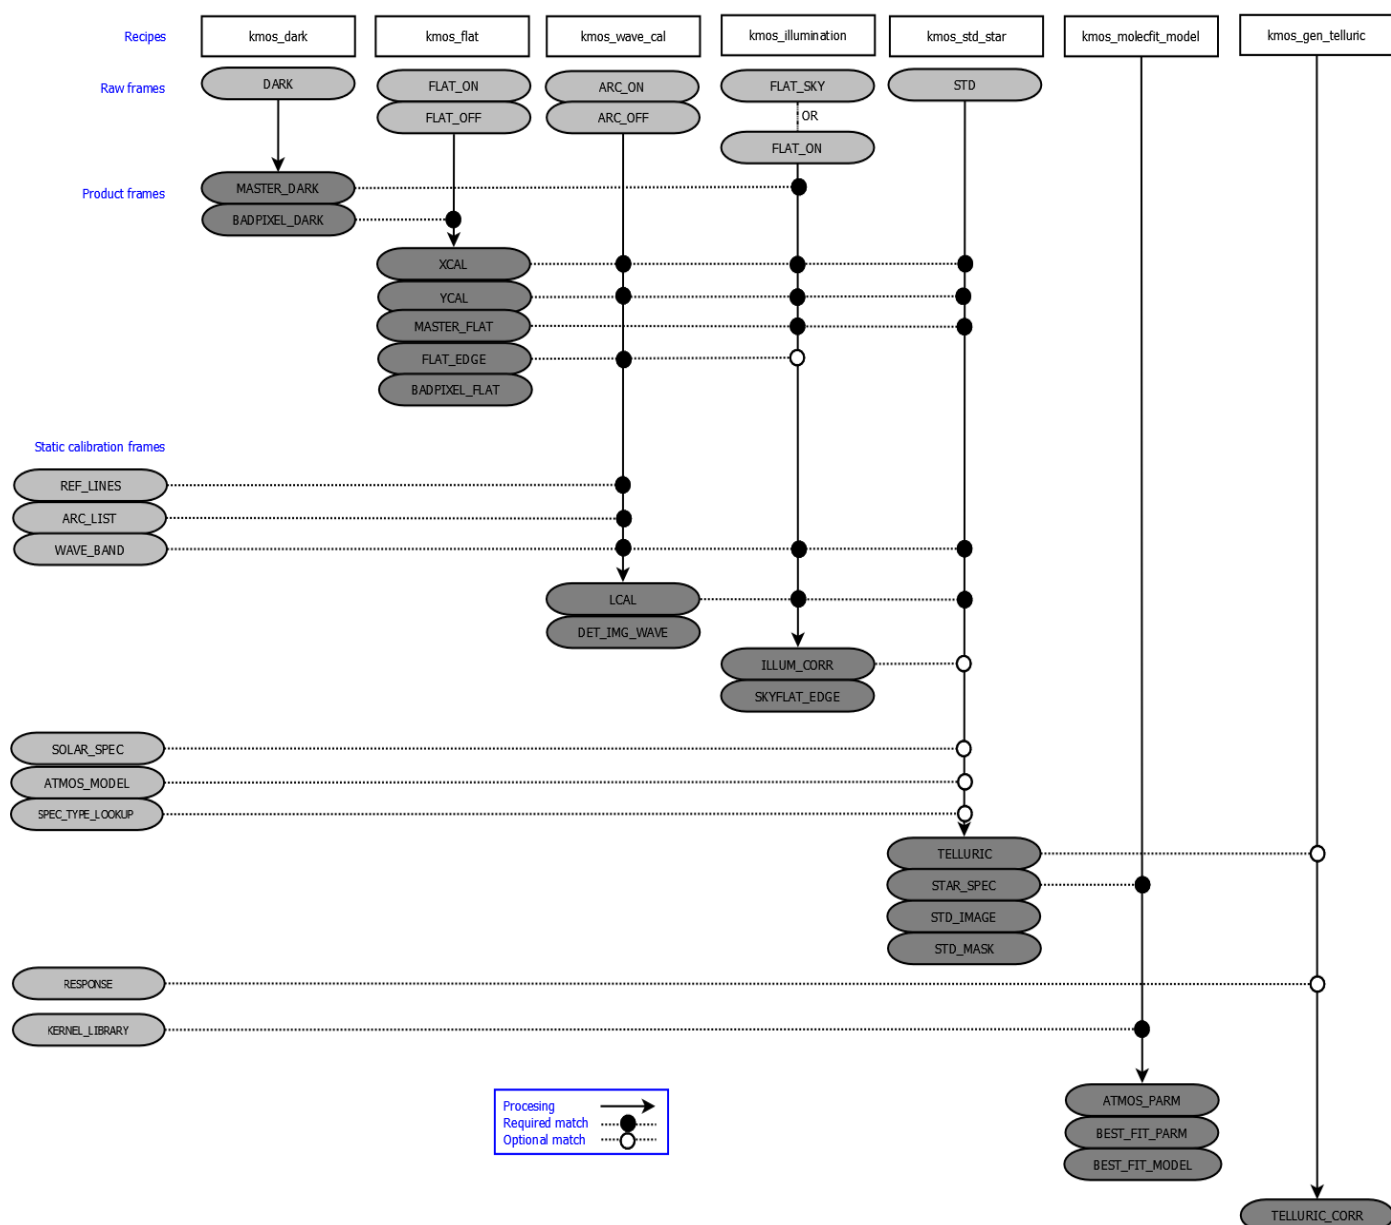 Recipes
kmos_dark
kmos_flat
kmos_wave_cal
kmos_illumination
kmos_std_star
kmos_molecfit_model
kmos_gen_telluric
Raw frames
DARK
FLAT_ON
ARC_ON
FLAT_SKY
STD
FLAT_OFF
ARC_OFF
OR
FLAT_ON
Product frames
MASTER_DARK
BADPIXEL_DARK
XCAL
YCAL
MASTER_FLAT
FLAT_EDGE
BADPIXEL_FLAT
Static calibration frames
REF_LINES
ARC_LIST
WAVE_BAND
LCAL
DET_IMG_WAVE
ILLUM_CORR
SKYFLAT_EDGE
SOLAR_SPEC
ATMOS_MODEL
SPEC_TYPE_LOOKUP
TELLURIC
STAR_SPEC
STD_IMAGE
STD_MASK
RESPONSE
KERNEL_LIBRARY
Procesing
Required match
Optional match
ATMOS_PARM
BEST_FIT_PARM
BEST_FIT_MODEL
TELLURIC_CORR